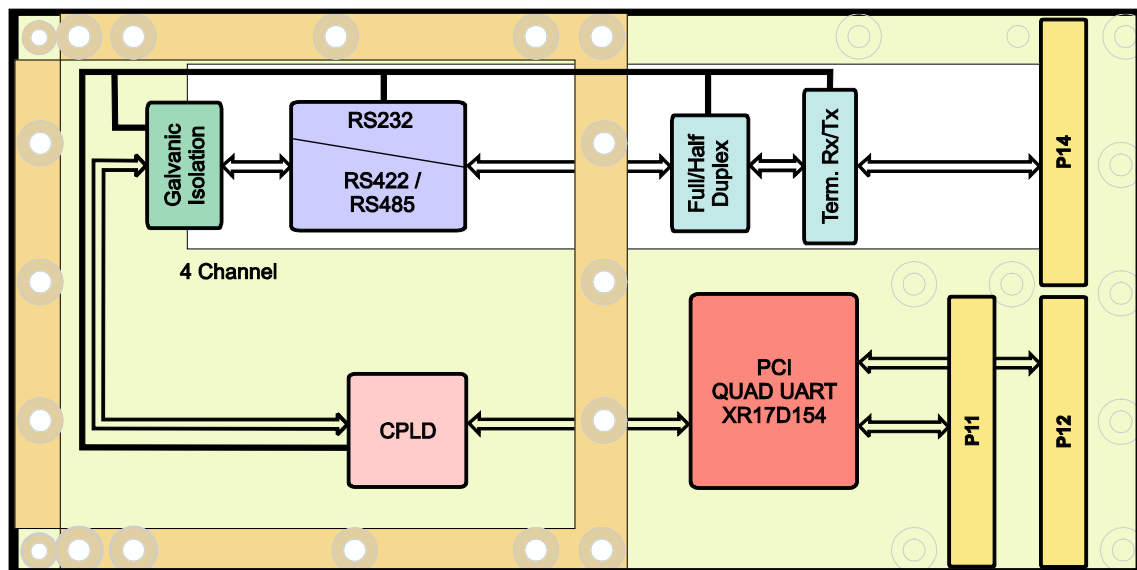 Galvanic
Isolation
RS232
RS422 /
RS485
Full/Half
Duplex
Term. Rx/Tx
P14
4 Channel
CPLD
PCI
QUAD UART
XR17D154
P11
P12